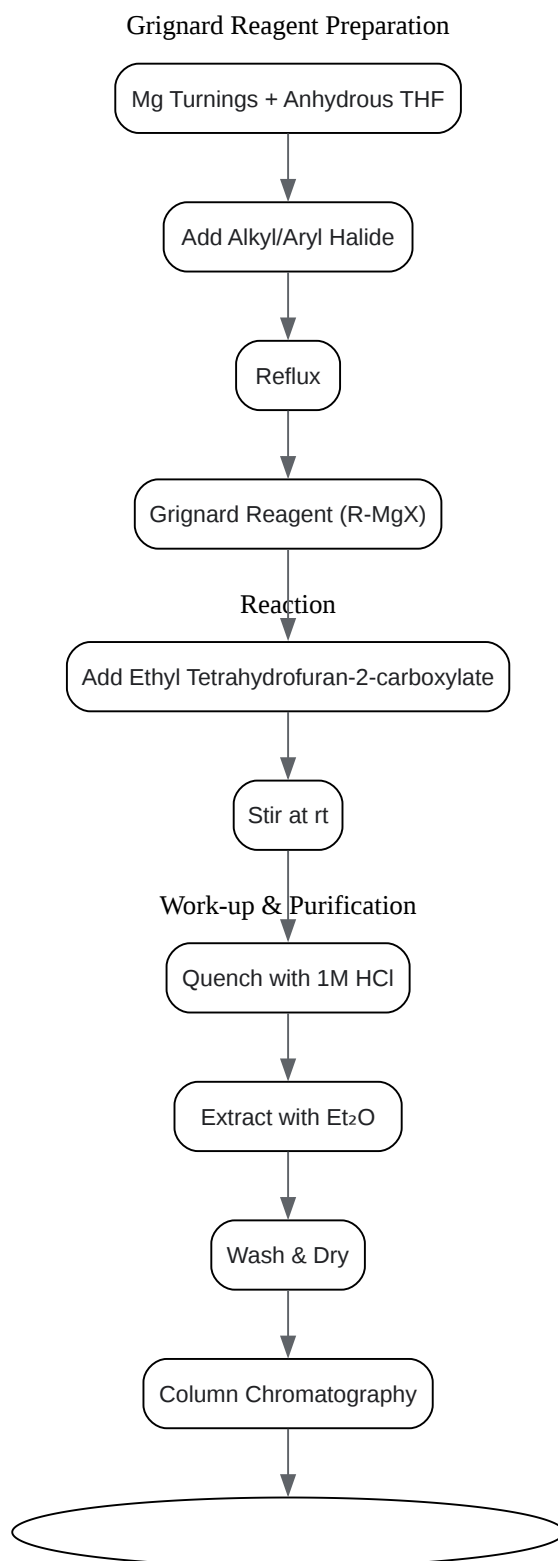 Grignard Reagent Preparation
Mg Turnings + Anhydrous THF
Add Alkyl/Aryl Halide
Reflux
Grignard Reagent (R-MgX)
Reaction
Add Ethyl Tetrahydrofuran-2-carboxylate
Stir at rt
Work-up & Purification
Quench with 1M HCl
Extract with Et₂O
Wash & Dry
Column Chromatography